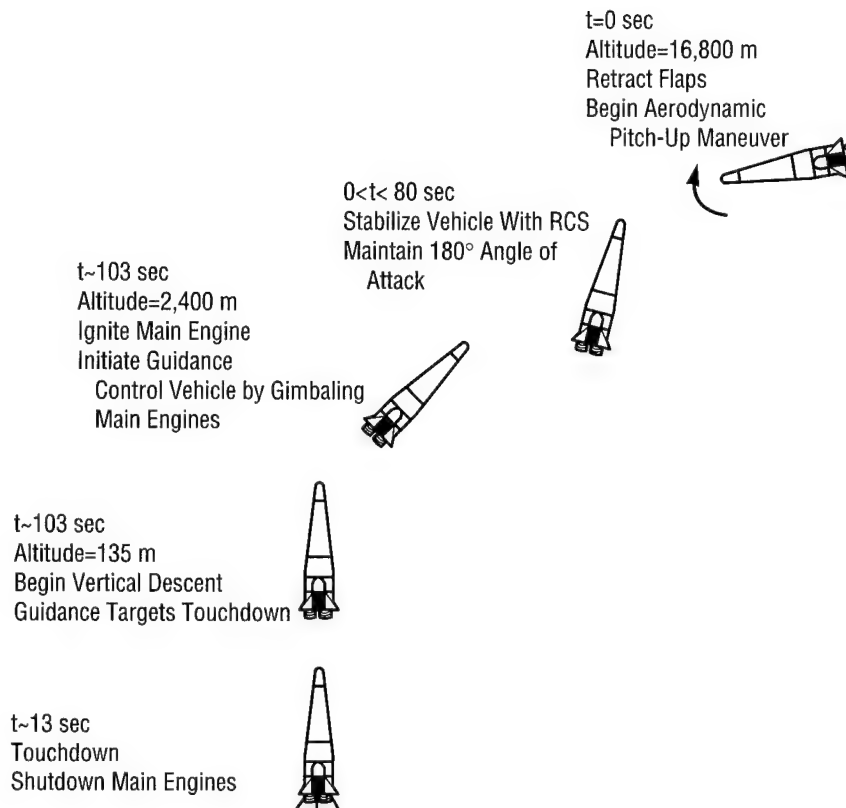 t=0 sec
Altitude=16,800 m
Retract Flaps
Begin Aerodynamic
Pitch-Up Maneuver
0<t< 80 sec
Stabilize Vehicle With RCS
Maintain 180° Angle of
Attack
t~103 sec
Altitude=2,400 m
Ignite Main Engine
Initiate Guidance
Control Vehicle by Gimbaling
Main Engines
t~103 sec
Altitude=135 m
Begin Vertical Descent
Guidance Targets Touchdown
t~13 sec
Touchdown
Shutdown Main Engines